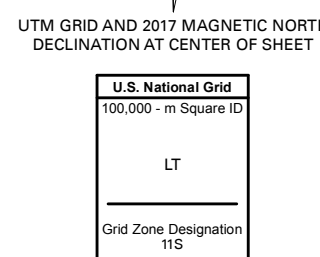 UTM GRID AND 2017 MAGNETIC NORTH
DECLINATION AT CENTER OF SHEET
U.S. National Grid
100,000 - m Square ID
LT
Grid Zone Designation
11S